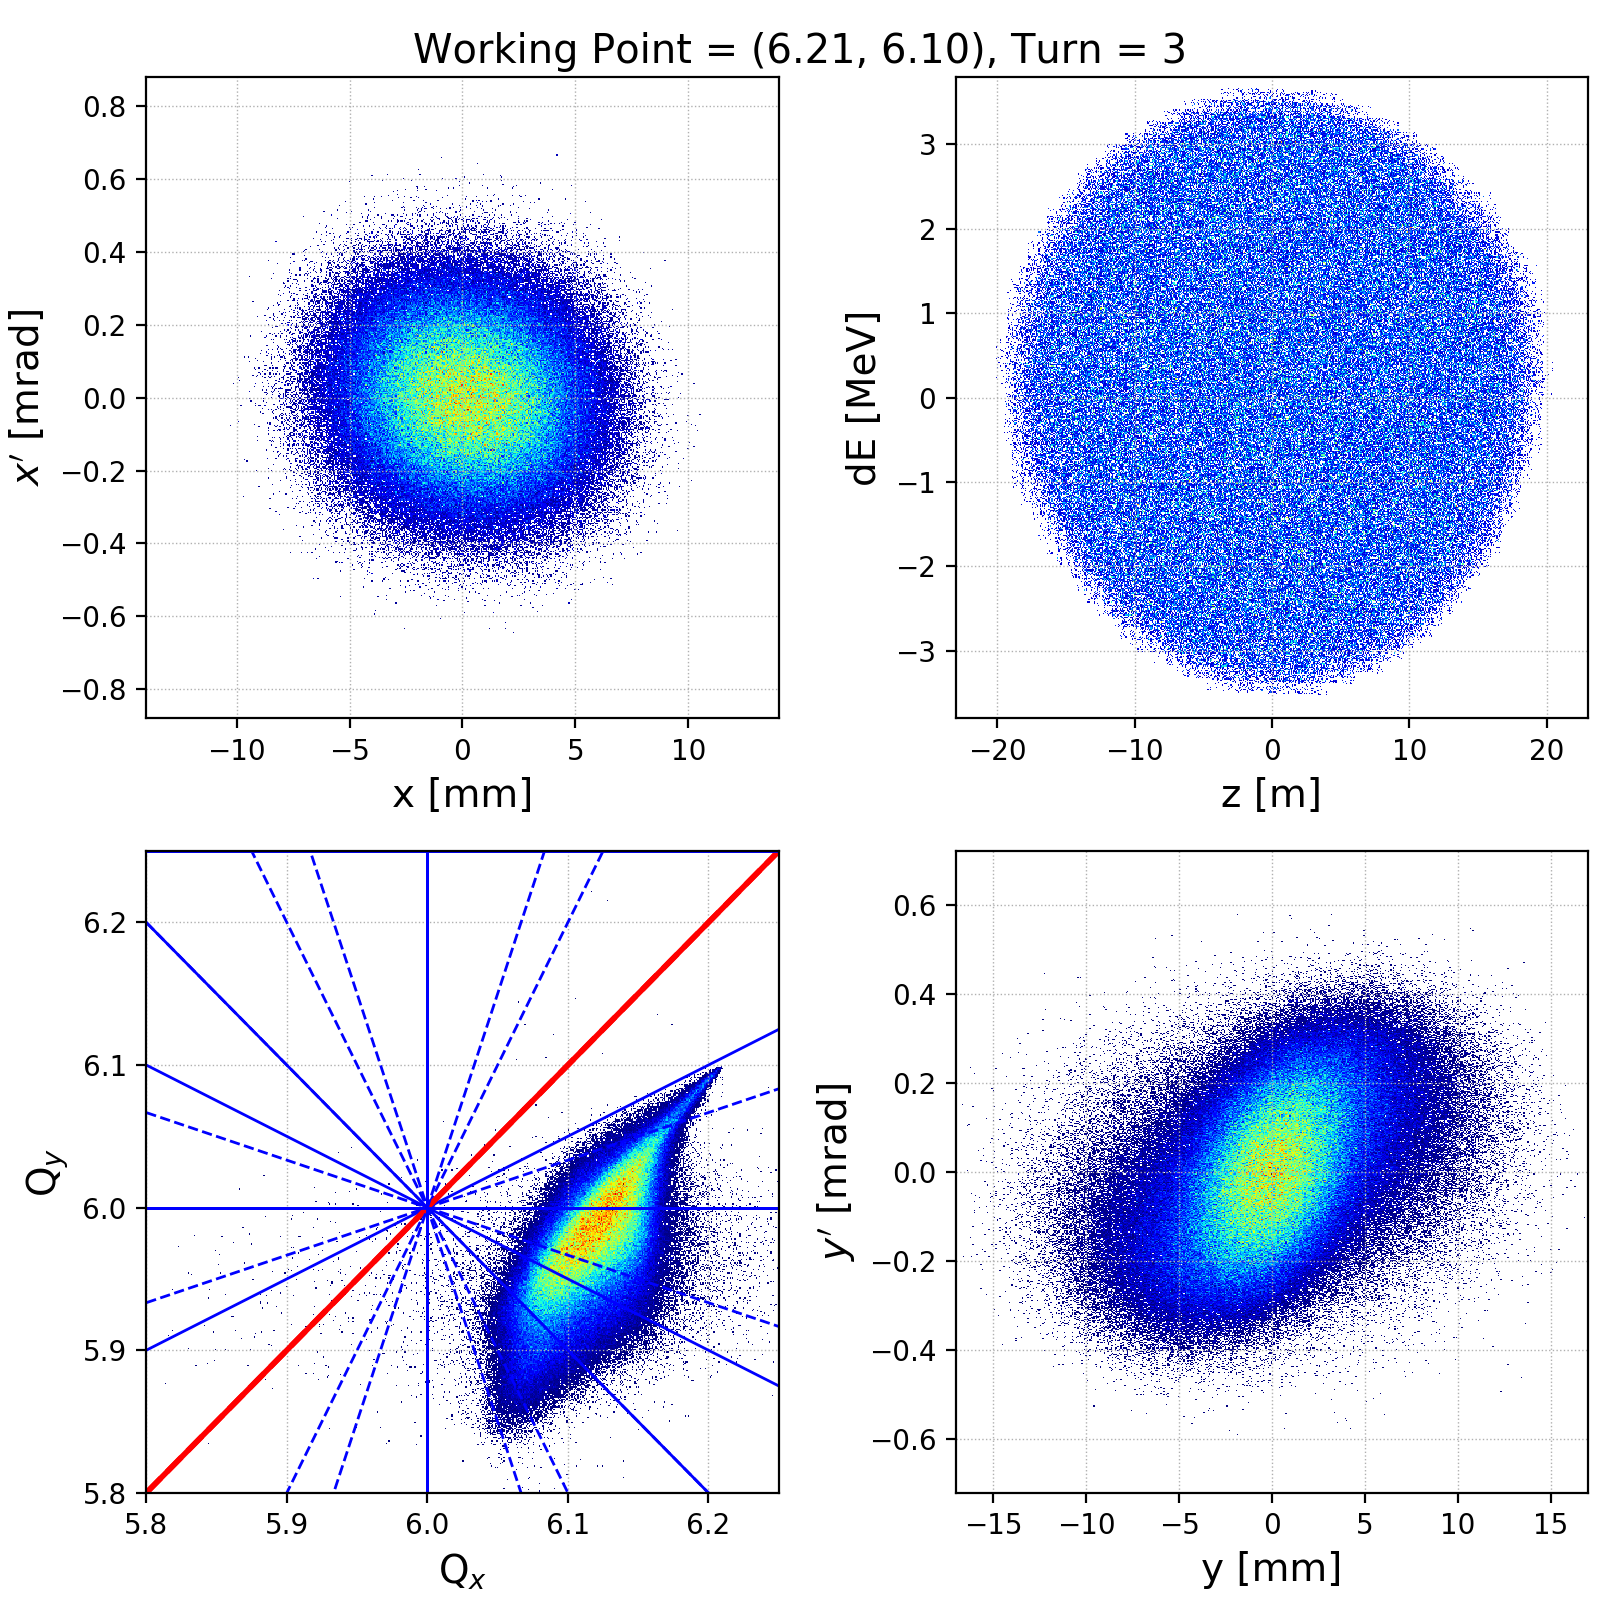 Working Point = (6.21, 6.10), Turn = 3
0.8
0.6
0.4
0.2
0.0
−0.2
−0.4
−0.6
−0.8
x′ [mrad]
−10 −5 0 5 10
x [mm]
3
2
1
0
−1
−2
−3
dE [MeV]
−20 −10 0 10 20
z [m]
6.2
6.1
6.0
5.9
5.8
Qy
5.8 5.9 6.0 6.1 6.2
Qx
0.6
0.4
0.2
0.0
−0.2
−0.4
−0.6
y′ [mrad]
−15 −10 −5 0 5 10 15
y [mm]